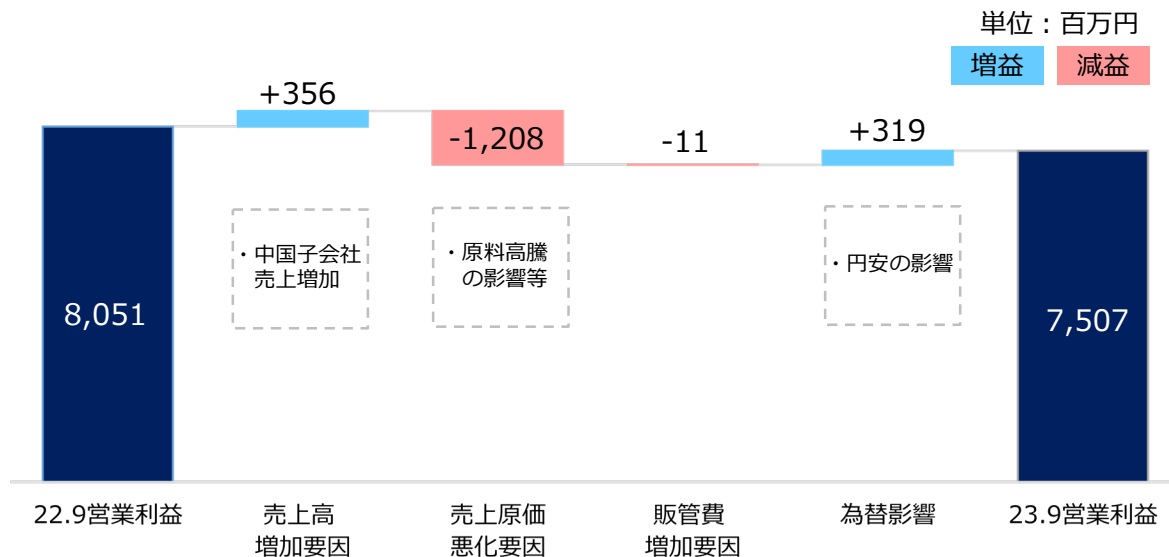 単位：百万円
増益
減益
+356
-1,208
-11
+319
・中国子会社
売上増加
・原料高騰
の影響等
・円安の影響
8,051
7,507
22.9営業利益
売上高
増加要因
売上原価
悪化要因
販管費
増加要因
為替影響
23.9営業利益